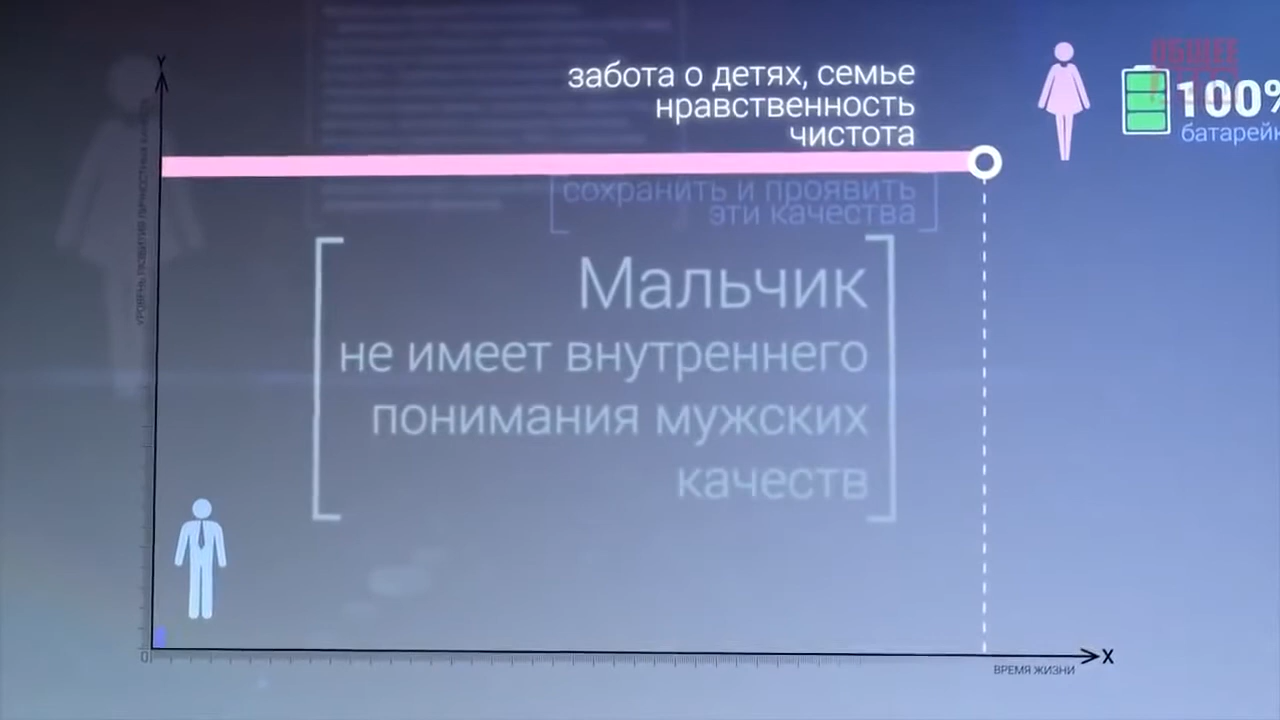 Y
забота о детях, семье
нравственность
чистота
100%
батарейк
сохранить и проявить
эти качества
Мальчик
не имеет внутреннего
понимания мужских
качеств
0
X
ВРЕМЯ ЖИЗНИ
ОБЩЕЕ